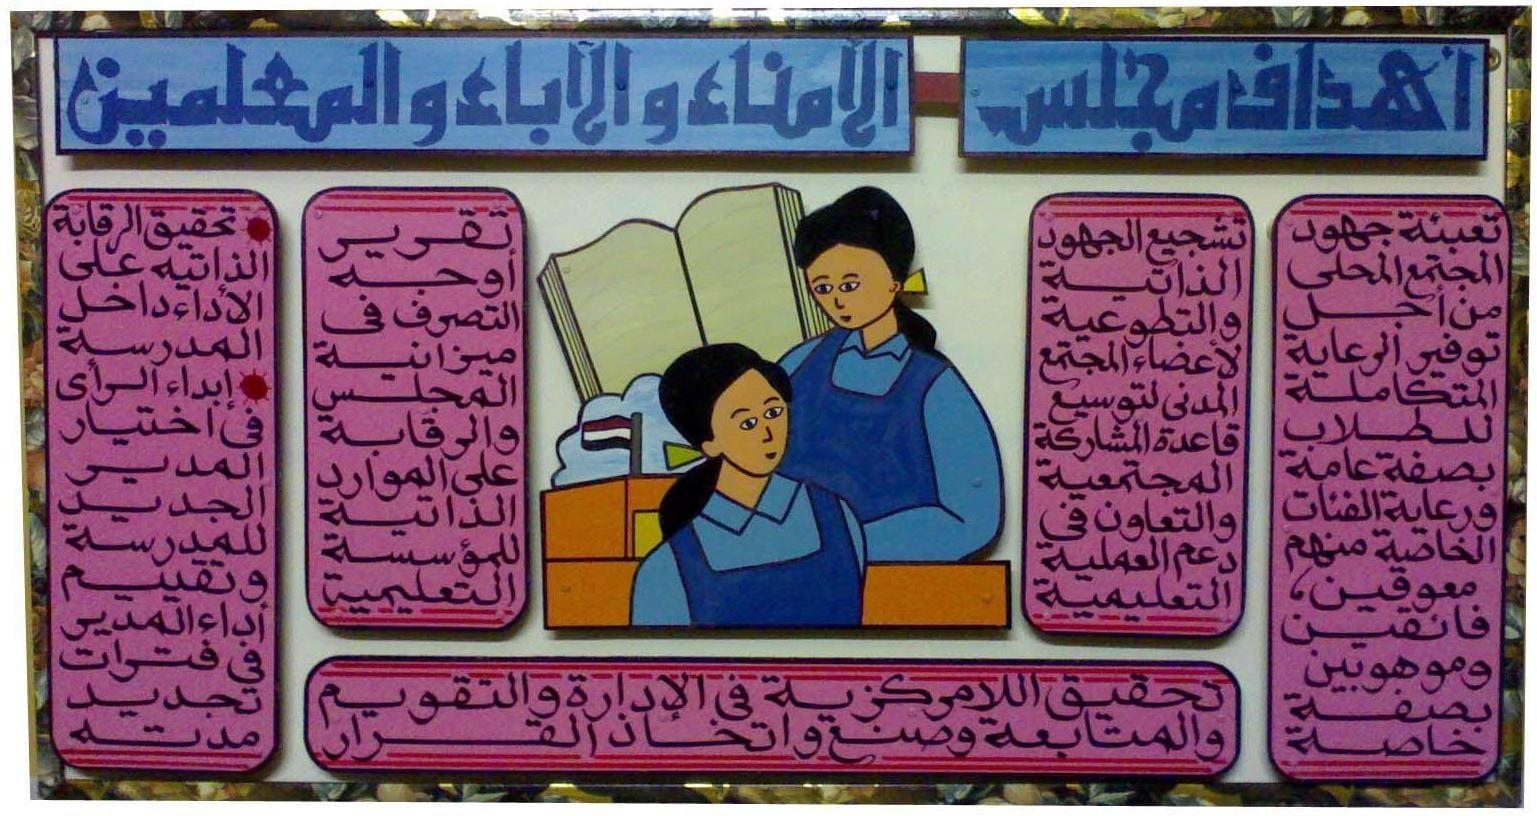 أهداف مجلس الأمناء والآباء والمعلمين
تعبئة جهود
المجتمع المحلى
من أجل
توفير الرعاية
المتكاملة
للطلاب
بصفة عامة
ورعاية الفئات
الخاصة منهم
معوقين،
فائقين
وموهوبين
بصفة
خاصة
تشجيع الجهود
الذاتية
والتطوعية
لأعضاء المجتمع
المدنى لتوسيع
قاعدة المشاركة
المجتمعية
والتعاون فى
دعم العملية
التعليمية
تقرير
أوجه
التصرف فى
ميزانية
المجلس
والرقابة
على الموارد
الذاتية
للمؤسسة
التعليمية
تحقيق الرقابة
الذاتيه على
الأداء داخل
المدرسة
إبداء الرأى
فى اختيار
المدير
الجديد
للمدرسة
وتقييم
أداء المدير
فى فترات
تجديد
مدته
تحقيق اللامركزية فى الإدارة والتقويم
والمتابعة وصنع واتخاذ القرار